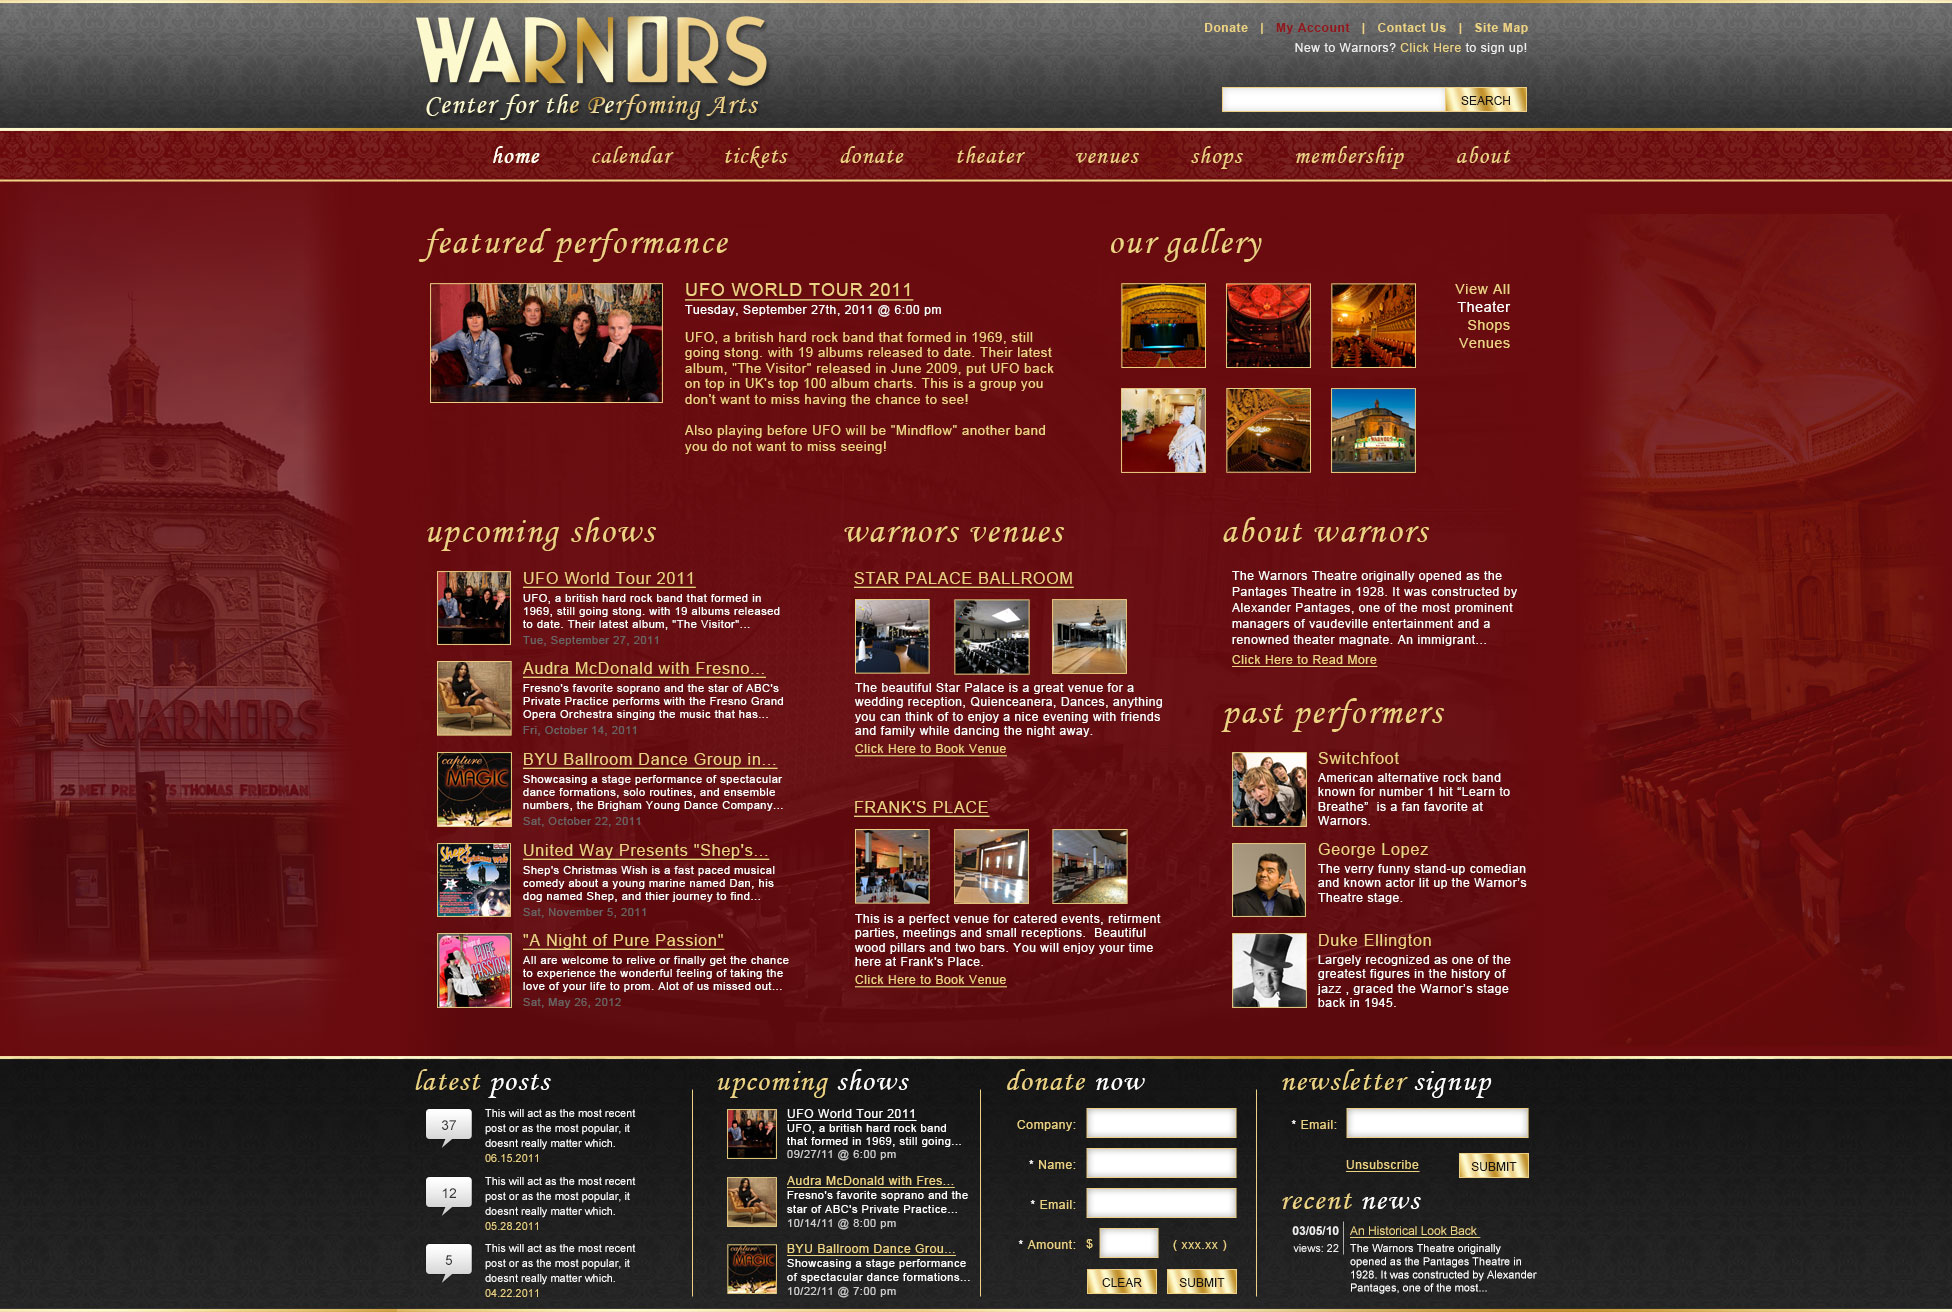 WARNORS
Center for the Perfoming Arts
Donate | My Account | Contact Us | Site Map
New to Warnors? Click Here to sign up!
SEARCH
home calendar tickets donate theater venues shops membership about
featured performance
UFO WORLD TOUR 2011
Tuesday, September 27th, 2011 @ 6:00 pm
UFO, a british hard rock band that formed in 1969, still
going stong. with 19 albums released to date. Their latest
album, "The Visitor" released in June 2009, put UFO back
on top in UK's top 100 album charts. This is a group you
don't want to miss having the chance to see!
Also playing before UFO will be "Mindflow" another band
you do not want to miss seeing!
our gallery
View All
Theater
Shops
Venues
WARNORS
upcoming shows
UFO World Tour 2011
UFO, a british hard rock band that formed in
1969, still going stong. with 19 albums released
to date. Their latest album, "The Visitor"...
Tue, September 27, 2011
Audra McDonald with Fresno...
Fresno's favorite soprano and the star of ABC's
Private Practice performs with the Fresno Grand
Opera Orchestra singing the music that has...
Fri, October 14, 2011
capture
THE
MAGIC
BYU Ballroom Dance Group in...
Showcasing a stage performance of spectacular
dance formations, solo routines, and ensemble
numbers, the Brigham Young Dance Company...
Sat, October 22, 2011
Shep's
Christmas Wish
United Way Presents "Shep's...
Shep's Christmas Wish is a fast paced musical
comedy about a young marine named Dan, his
dog named Shep, and thier journey to find...
Sat, November 5, 2011
PURE
PASSION
"A Night of Pure Passion"
All are welcome to relive or finally get the chance
to experience the wonderful feeling of taking the
love of your life to prom. Alot of us missed out...
Sat, May 26, 2012
warnors venues
STAR PALACE BALLROOM
The beautiful Star Palace is a great venue for a
wedding reception, Quienceanera, Dances, anything
you can think of to enjoy a nice evening with friends
and family while dancing the night away.
Click Here to Book Venue
FRANK'S PLACE
This is a perfect venue for catered events, retirment
parties, meetings and small receptions.  Beautiful
wood pillars and two bars. You will enjoy your time
here at Frank's Place.
Click Here to Book Venue
about warnors
The Warnors Theatre originally opened as the
Pantages Theatre in 1928. It was constructed by
Alexander Pantages, one of the most prominent
managers of vaudeville entertainment and a
renowned theater magnate. An immigrant...
Click Here to Read More
past performers
Switchfoot
American alternative rock band
known for number 1 hit “Learn to
Breathe”  is a fan favorite at
Warnors.
George Lopez
The verry funny stand-up comedian
and known actor lit up the Warnor's
Theatre stage.
Duke Ellington
Largely recognized as one of the
greatest figures in the history of
jazz , graced the Warnor's stage
back in 1945.
WARNORS
25 MET PRE TS THOMAS FRIEDMAN
latest posts
37
This will act as the most recent
post or as the most popular, it
doesnt really matter which.
06.15.2011
12
This will act as the most recent
post or as the most popular, it
doesnt really matter which.
05.28.2011
5
This will act as the most recent
post or as the most popular, it
doesnt really matter which.
04.22.2011
upcoming shows
UFO World Tour 2011
UFO, a british hard rock band
that formed in 1969, still going...
09/27/11 @ 6:00 pm
Audra McDonald with Fres...
Fresno's favorite soprano and the
star of ABC's Private Practice...
10/14/11 @ 8:00 pm
capture
MAGIC
BYU Ballroom Dance Grou...
Showcasing a stage performance
of spectacular dance formations...
10/22/11 @ 7:00 pm
donate now
Company:
* Name:
* Email:
* Amount: $ ( xxx.xx )
CLEAR SUBMIT
newsletter signup
* Email:
Unsubscribe SUBMIT
recent news
03/05/10 An Historical Look Back
views: 22 The Warnors Theatre originally
opened as the Pantages Theatre in
1928. It was constructed by Alexander
Pantages, one of the most...